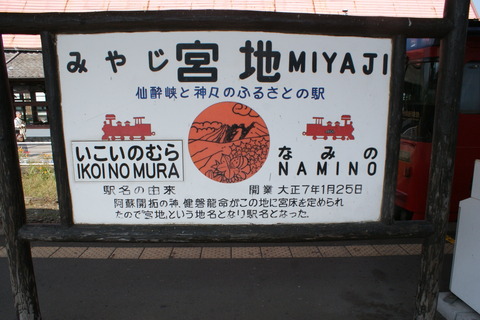 みやじ 宮地 MIYAJI
仙酔峡と神々のふるさとの駅
いこいのむら なみの
IKOI NO MURA NAMINO
駅名の由来 開業 大正7年1月25日
阿蘇開拓の神、健磐龍命がこの地に宮床を定められ
たので"宮地"という地名となり駅名となった。